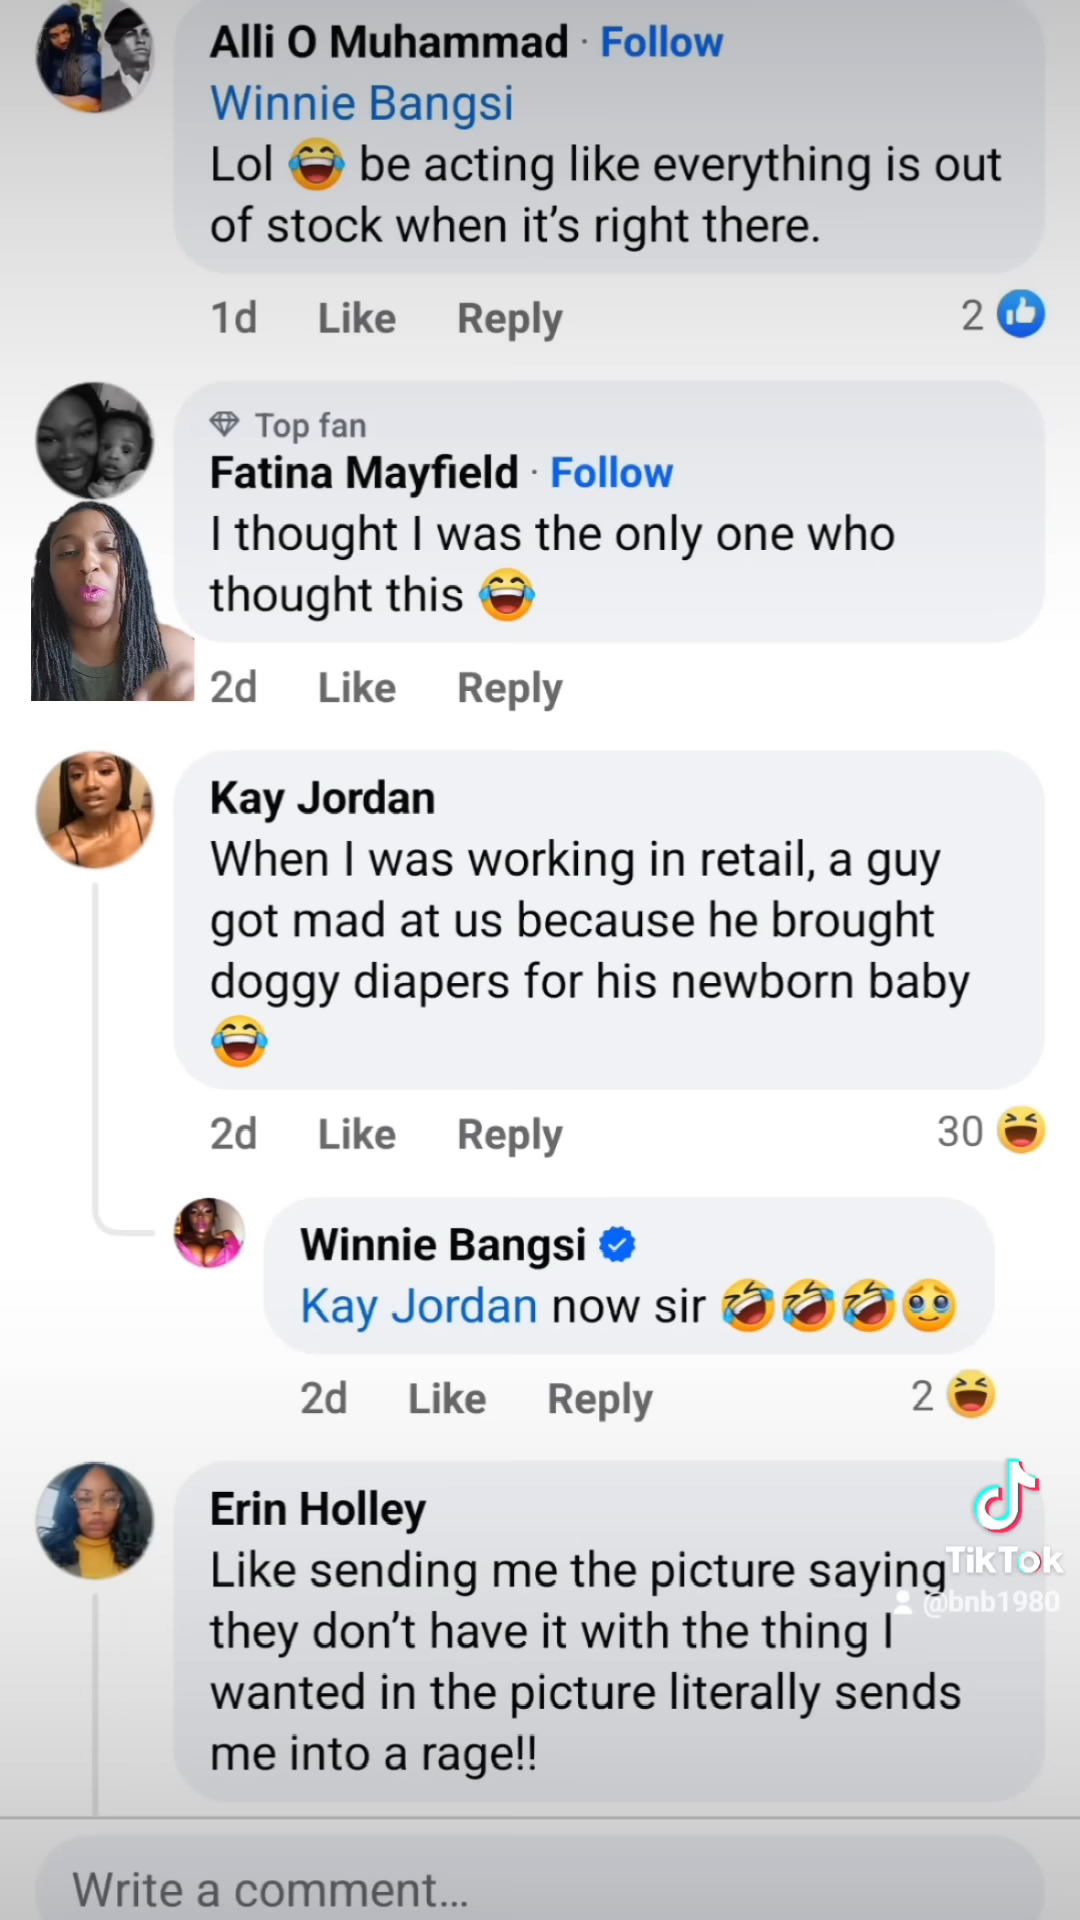 Alli O Muhammad · Follow
Winnie Bangsi
Lol 😂 be acting like everything is out
of stock when it’s right there.
1d Like Reply 2
Top fan
Fatina Mayfield · Follow
I thought I was the only one who
thought this 😂
2d Like Reply
Kay Jordan
When I was working in retail, a guy
got mad at us because he brought
doggy diapers for his newborn baby
😂
2d Like Reply 30
Winnie Bangsi
Kay Jordan now sir 🤣🤣🤣🥹
2d Like Reply 2
Erin Holley
Like sending me the picture saying
they don’t have it with the thing I
wanted in the picture literally sends
me into a rage!!
TikTok
@bnb1980
Write a comment...